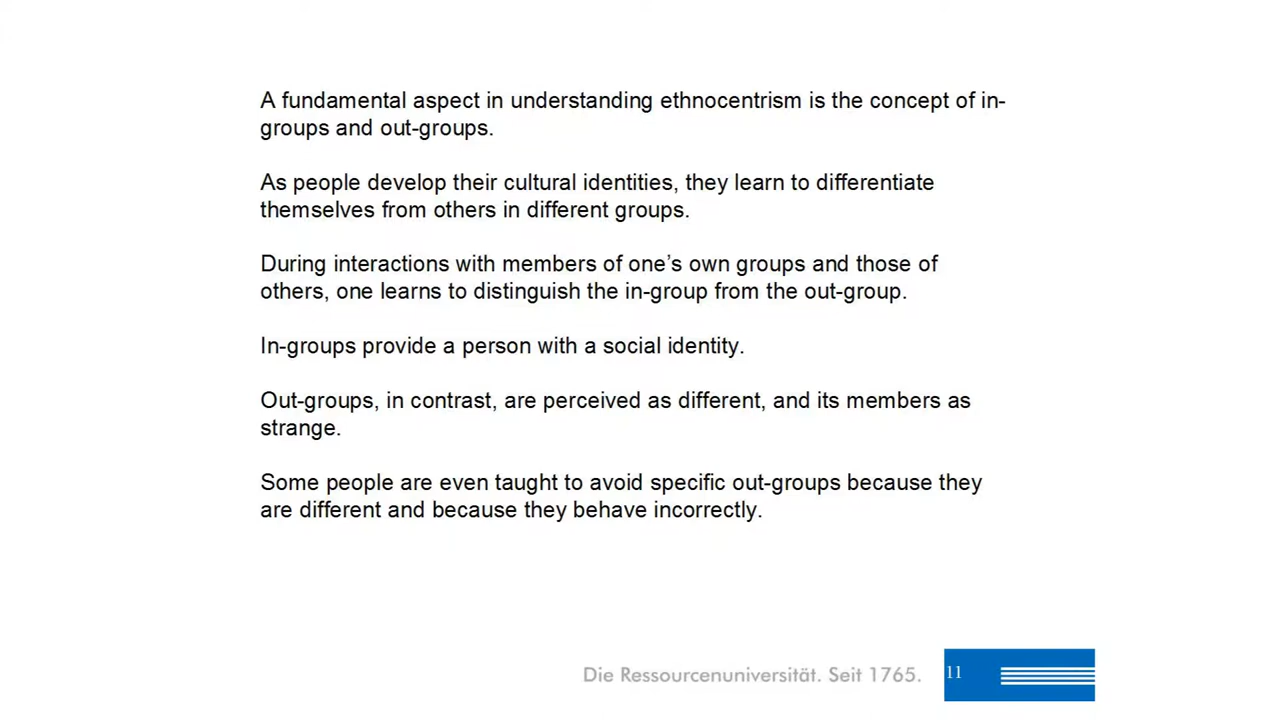 A fundamental aspect in understanding ethnocentrism is the concept of in-
groups and out-groups.
As people develop their cultural identities, they learn to differentiate
themselves from others in different groups.
During interactions with members of one’s own groups and those of
others, one learns to distinguish the in-group from the out-group.
In-groups provide a person with a social identity.
Out-groups, in contrast, are perceived as different, and its members as
strange.
Some people are even taught to avoid specific out-groups because they
are different and because they behave incorrectly.
Die Ressourcenuniversität. Seit 1765.
11